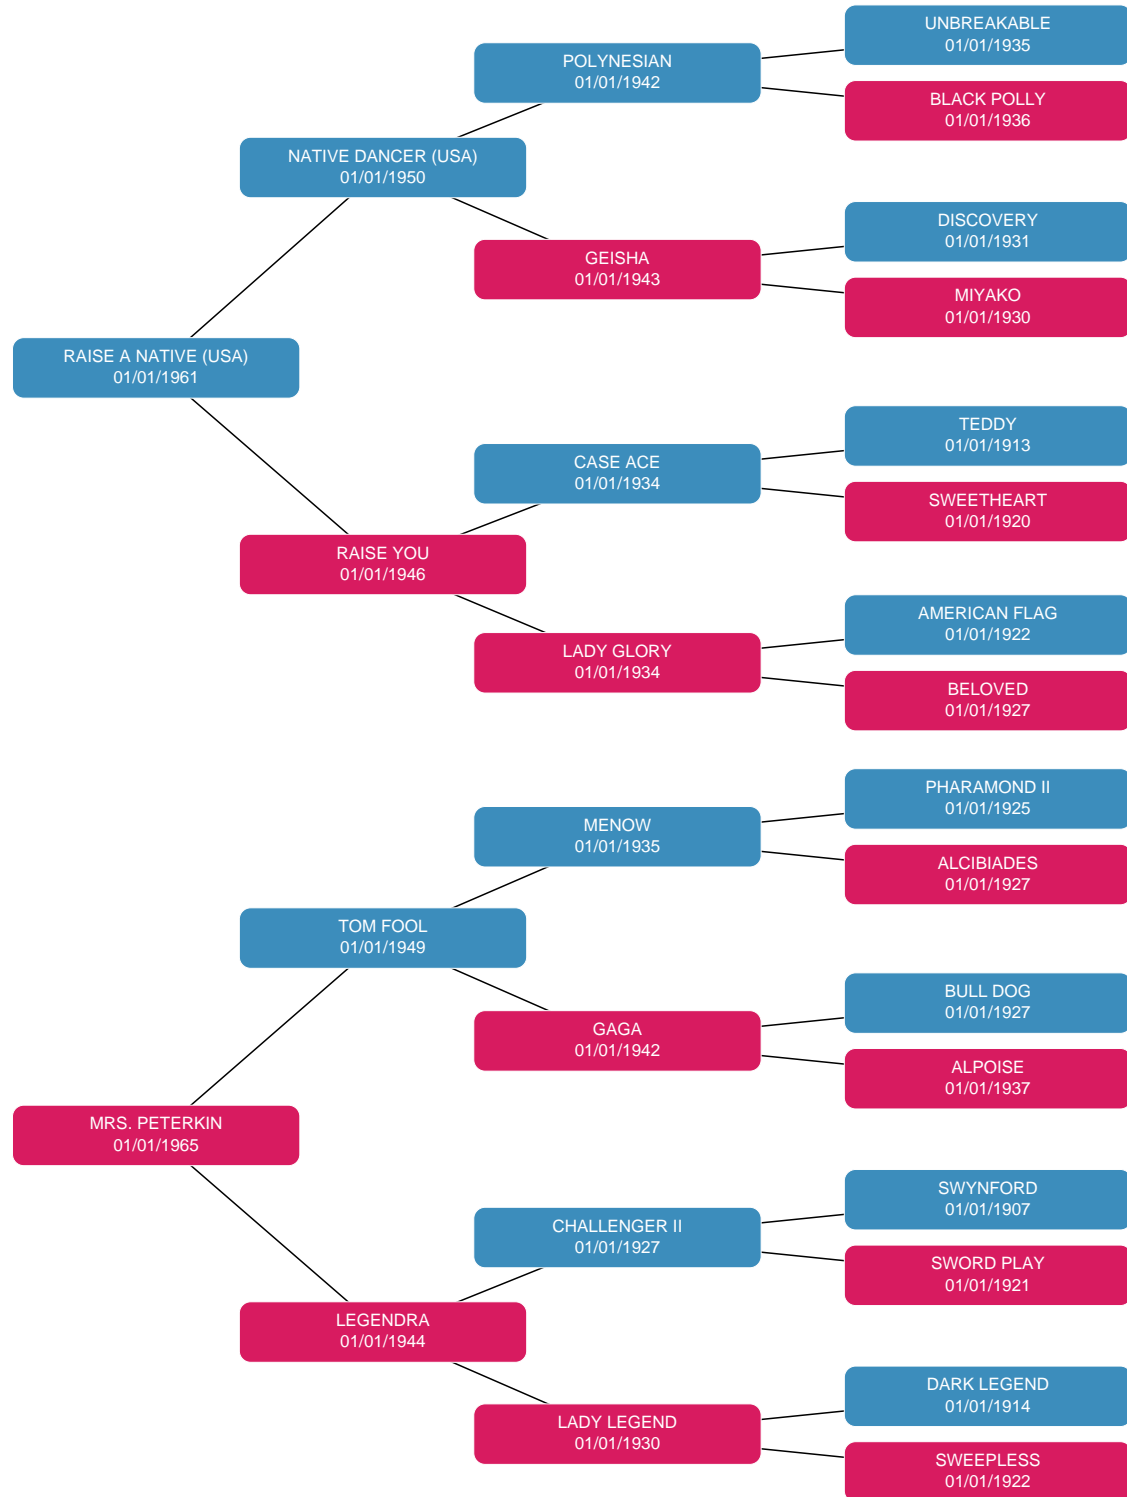 UNBREAKABLE
01/01/1935
POLYNESIAN
01/01/1942
BLACK POLLY
01/01/1936
NATIVE DANCER (USA)
01/01/1950
DISCOVERY
01/01/1931
GEISHA
01/01/1943
MIYAKO
01/01/1930
RAISE A NATIVE (USA)
01/01/1961
TEDDY
01/01/1913
CASE ACE
01/01/1934
SWEETHEART
01/01/1920
RAISE YOU
01/01/1946
AMERICAN FLAG
01/01/1922
LADY GLORY
01/01/1934
BELOVED
01/01/1927
PHARAMOND II
01/01/1925
MENOW
01/01/1935
ALCIBIADES
01/01/1927
TOM FOOL
01/01/1949
BULL DOG
01/01/1927
GAGA
01/01/1942
ALPOISE
01/01/1937
MRS. PETERKIN
01/01/1965
SWYNFORD
01/01/1907
CHALLENGER II
01/01/1927
SWORD PLAY
01/01/1921
LEGENDRA
01/01/1944
DARK LEGEND
01/01/1914
LADY LEGEND
01/01/1930
SWEEPLESS
01/01/1922